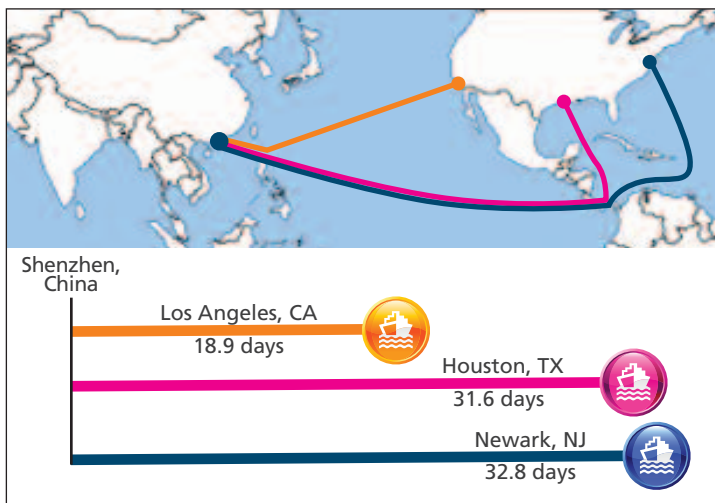 Shenzhen,
China
Los Angeles, CA
18.9 days
Houston, TX
31.6 days
Newark, NJ
32.8 days